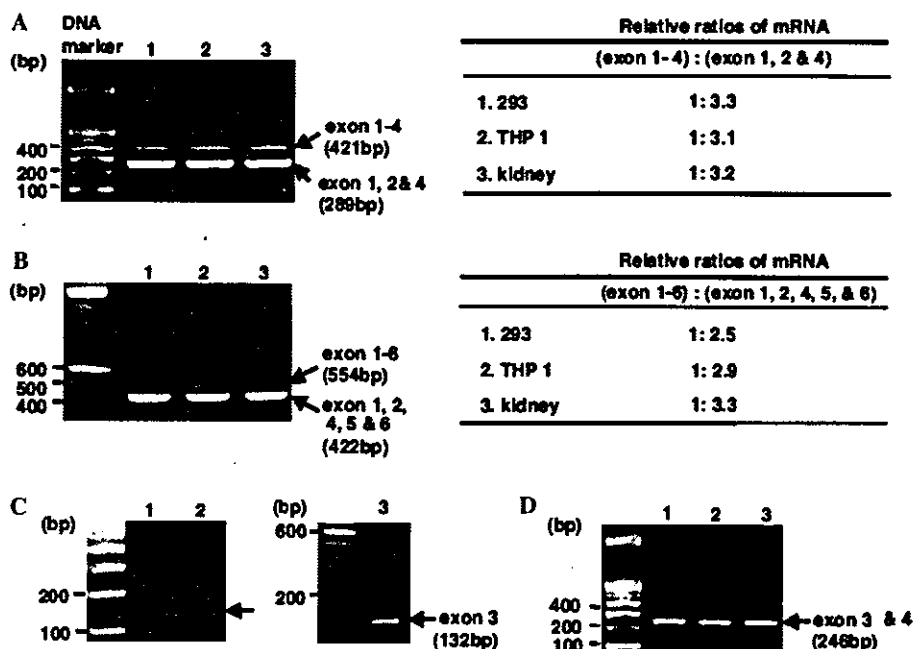 A
DNA marker
(bp)
1 2 3
400
200
100
exon 1-4
(421bp)
exon 1, 2& 4
(289bp)
Relative ratios of mRNA
(exon 1-4) : (exon 1, 2 & 4)
1. 293 1: 3.3
2. THP 1 1: 3.1
3. kidney 1: 3.2
B
(bp)
1 2 3
600
500
400
exon 1-6
(554bp)
exon 1, 2,
4, 5 & 6
(422bp)
Relative ratios of mRNA
(exon 1-6) : (exon 1, 2, 4, 5, & 6)
1. 293 1: 2.5
2. THP 1 1: 2.9
3. kidney 1: 3.3
C
(bp)
1 2
200
100
(bp)
3
600
200
exon 3
(132bp)
D
(bp)
1 2 3
400
200
100
exon 3 & 4
(246bp)